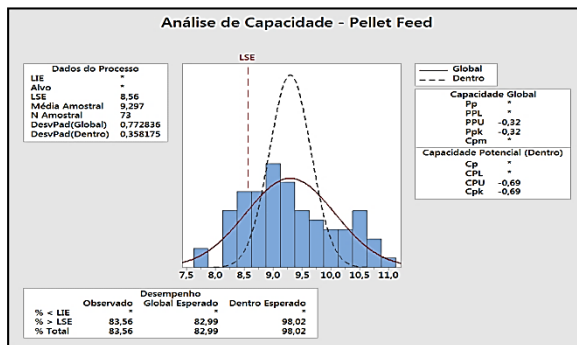 Análise de Capacidade - Pellet Feed
Dados do Processo
LIE *
Alvo *
LSE 8,56
Média Amostral 9,297
N Amostral 73
DesvPad(Global) 0,772836
DesvPad(Dentro) 0,358175
LSE
Global
Dentro
Capacidade Global
Pp *
PPL *
PPU -0,32
Ppk -0,32
Cpm *
Capacidade Potencial (Dentro)
Cp *
CPL *
CPU -0,69
Cpk -0,69
7,5 8,0 8,5 9,0 9,5 10,0 10,5 11,0
Desempenho
Observado Global Esperado Dentro Esperado
% < LIE * * *
% > LSE 83,56 82,99 98,02
% Total 83,56 82,99 98,02